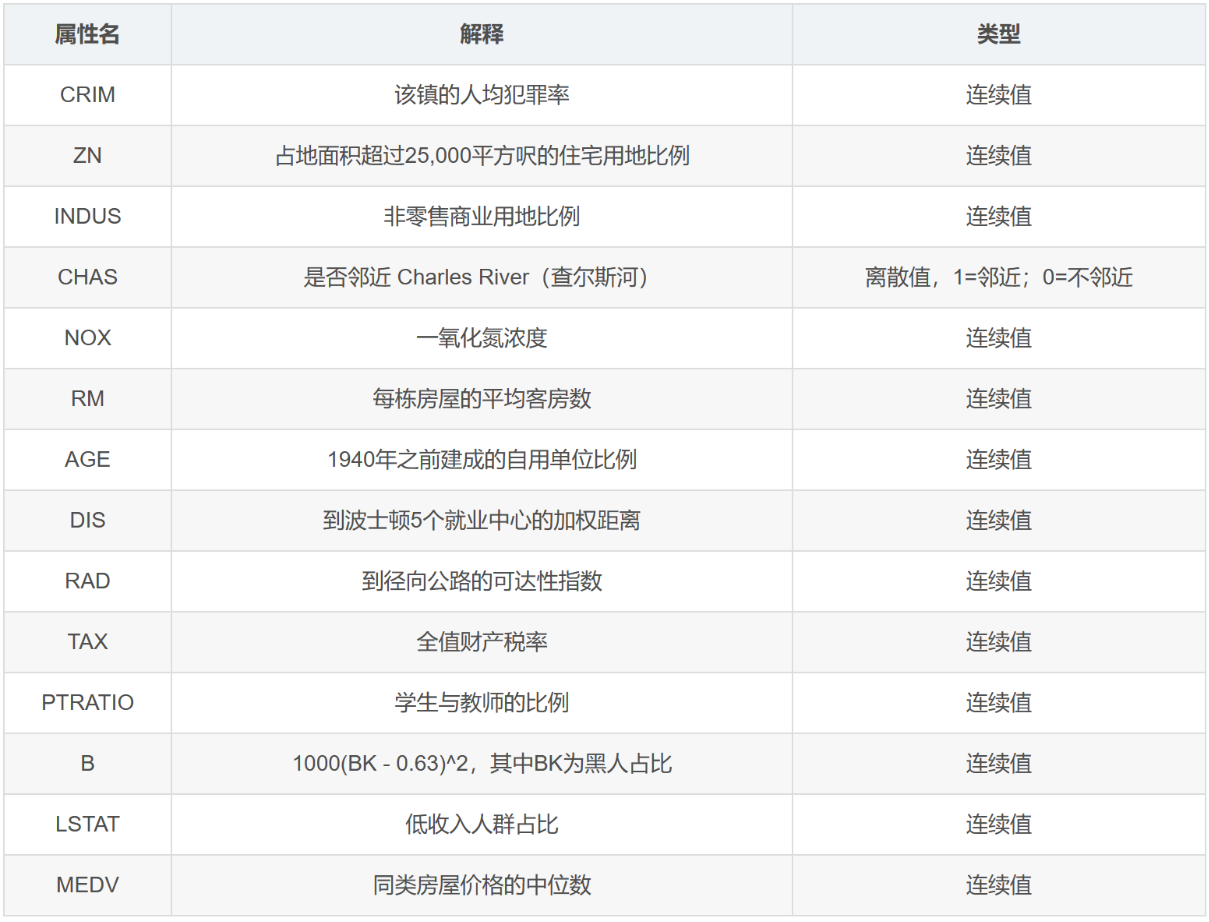 属性名 解释 类型
CRIM 该镇的人均犯罪率 连续值
ZN 占地面积超过25,000平方呎的住宅用地比例 连续值
INDUS 非零售商业用地比例 连续值
CHAS 是否邻近 Charles River（查尔斯河） 离散值，1=邻近；0=不邻近
NOX 一氧化氮浓度 连续值
RM 每栋房屋的平均客房数 连续值
AGE 1940年之前建成的自用单位比例 连续值
DIS 到波士顿5个就业中心的加权距离 连续值
RAD 到径向公路的可达性指数 连续值
TAX 全值财产税率 连续值
PTRATIO 学生与教师的比例 连续值
B 1000(BK - 0.63)^2，其中BK为黑人占比 连续值
LSTAT 低收入人群占比 连续值
MEDV 同类房屋价格的中位数 连续值